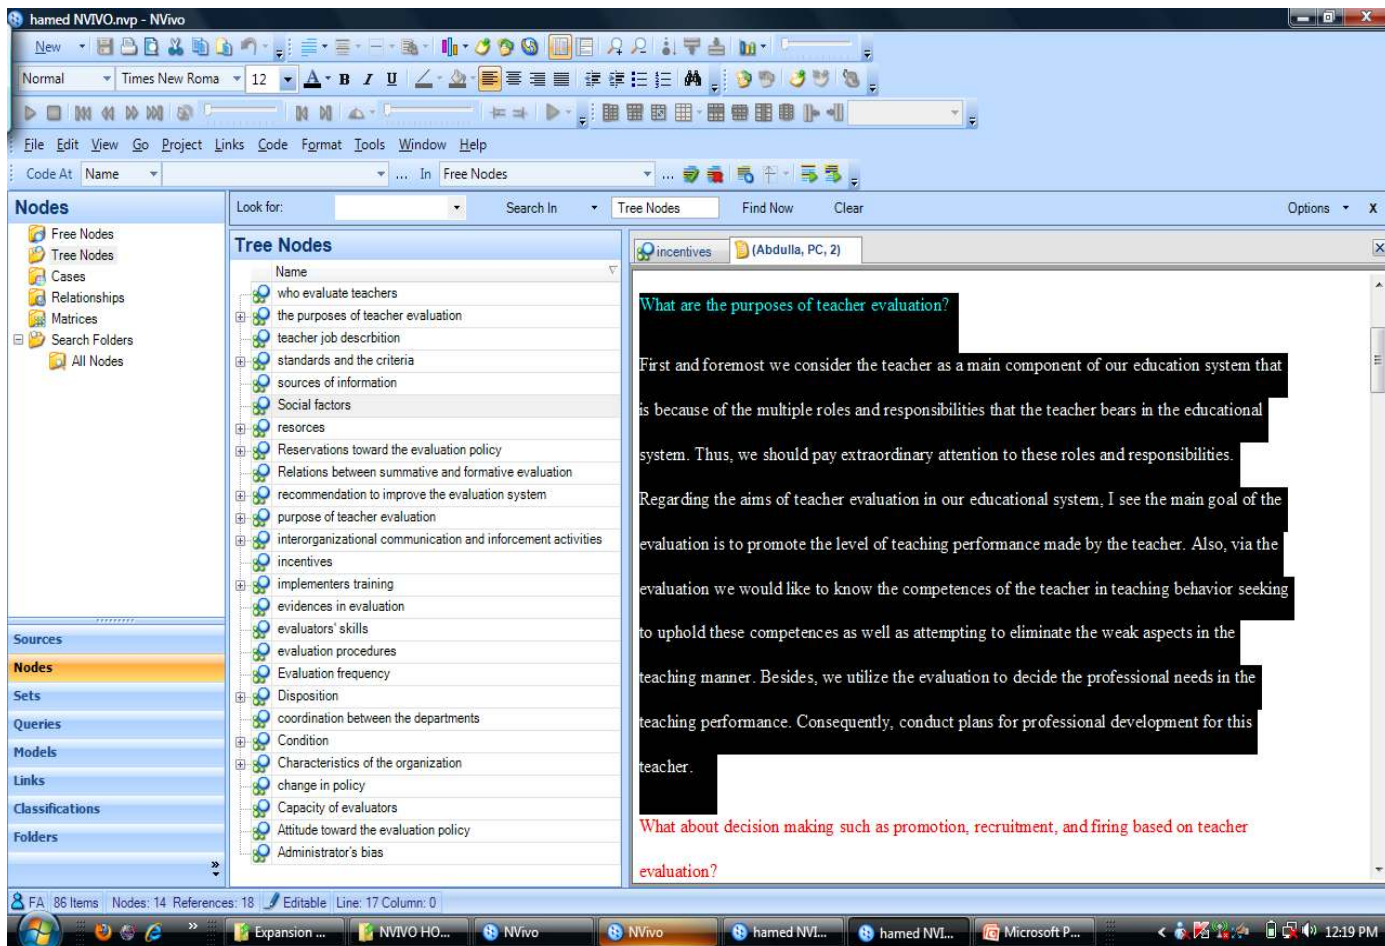 hamed NVIVO.nvp - NVivo
New
Normal Times New Roma 12 A B I U
File Edit View Go Project Links Code Format Tools Window Help
Code At Name ... In Free Nodes ...
Nodes
Free Nodes
Tree Nodes
Cases
Relationships
Matrices
Search Folders
All Nodes
Sources
Nodes
Sets
Queries
Models
Links
Classifications
Folders
Look for: Search In Tree Nodes Find Now Clear Options x
Tree Nodes
Name
who evaluate teachers
the purposes of teacher evaluation
teacher job descrbition
standards and the criteria
sources of information
Social factors
resorces
Reservations toward the evaluation policy
Relations between summative and formative evaluation
recommendation to improve the evaluation system
purpose of teacher evaluation
interorganizational communication and inforcement activities
incentives
implementers training
evidences in evaluation
evaluators' skills
evaluation procedures
Evaluation frequency
Disposition
coordination between the departments
Condition
Characteristics of the organization
change in policy
Capacity of evaluators
Attitude toward the evaluation policy
Administrator's bias
incentives (Abdulla, PC, 2)
What are the purposes of teacher evaluation?
First and foremost we consider the teacher as a main component of our education system that
is because of the multiple roles and responsibilities that the teacher bears in the educational
system. Thus, we should pay extraordinary attention to these roles and responsibilities.
Regarding the aims of teacher evaluation in our educational system, I see the main goal of the
evaluation is to promote the level of teaching performance made by the teacher. Also, via the
evaluation we would like to know the competences of the teacher in teaching behavior seeking
to uphold these competences as well as attempting to eliminate the weak aspects in the
teaching manner. Besides, we utilize the evaluation to decide the professional needs in the
teaching performance. Consequently, conduct plans for professional development for this
teacher.
What about decision making such as promotion, recruitment, and firing based on teacher
evaluation?
FA 86 Items Nodes: 14 References: 18 Editable Line: 17 Column: 0
Expansion ... NVIVO HO... NVivo NVivo hamed NVI... hamed NVI... Microsoft P... 12:19 PM